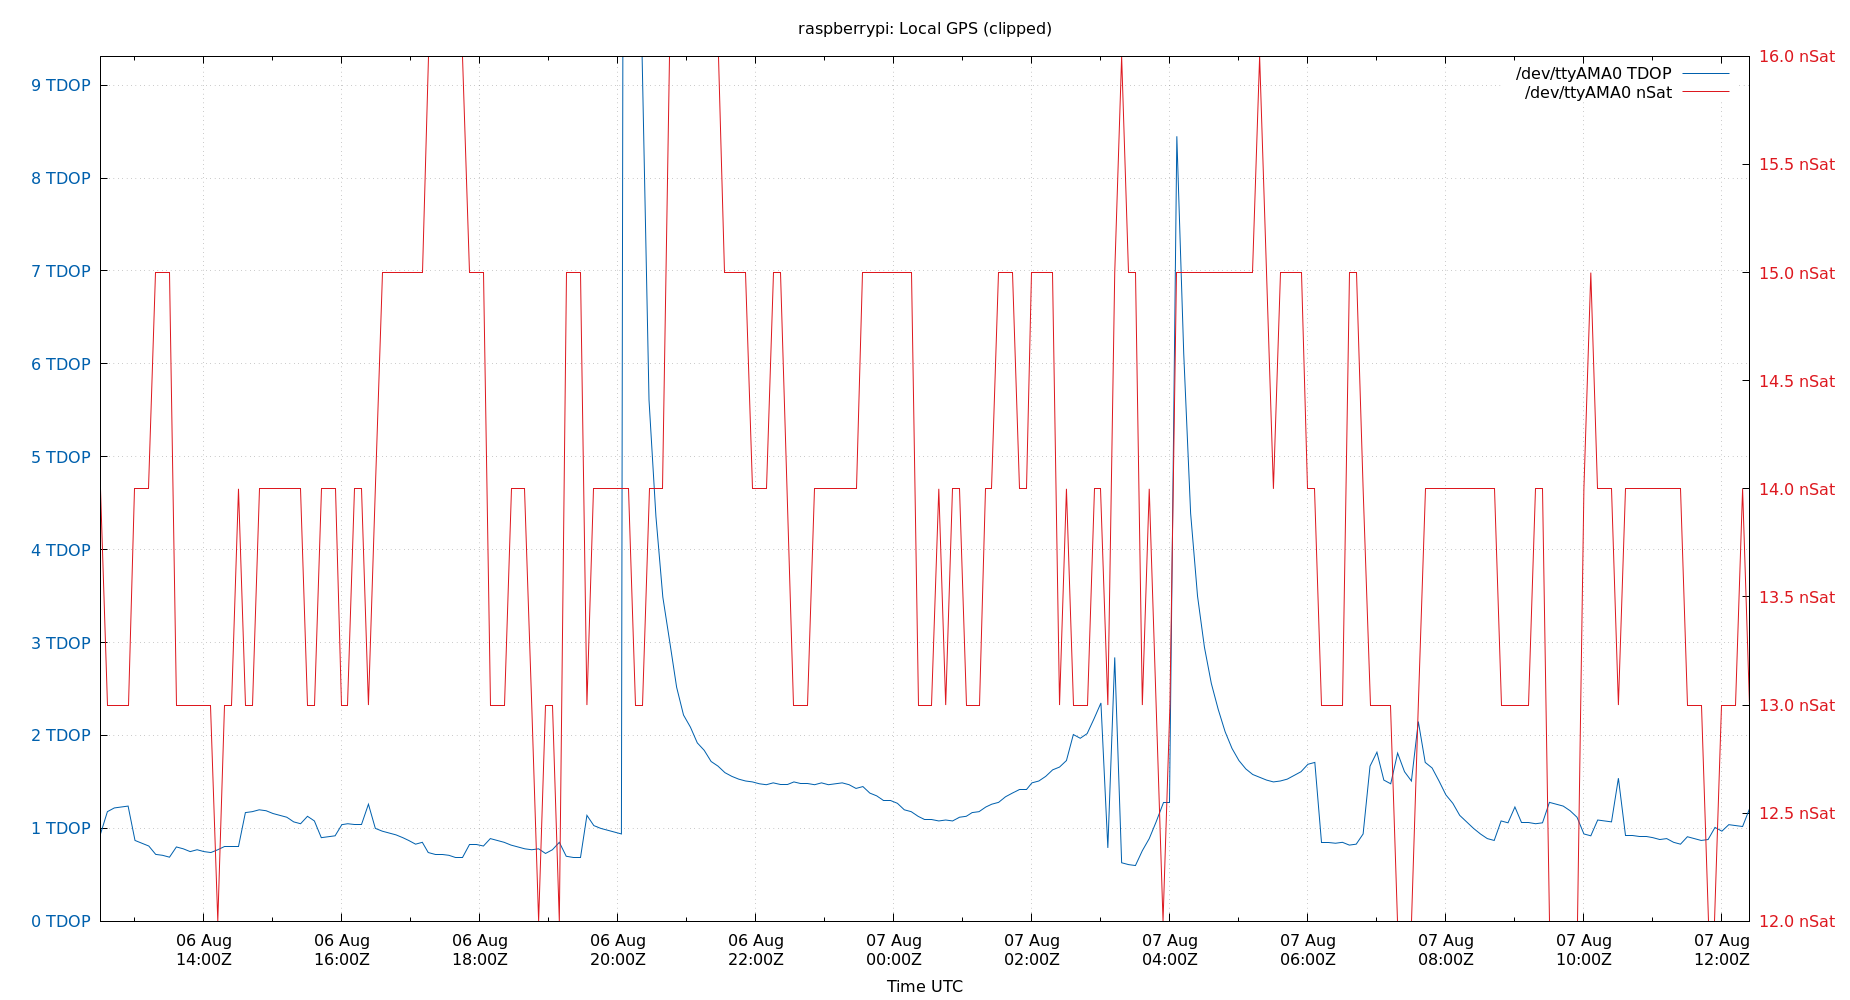 raspberrypi: Local GPS (clipped)
/dev/ttyAMA0 TDOP
/dev/ttyAMA0 nSat
9 TDOP
8 TDOP
7 TDOP
6 TDOP
5 TDOP
4 TDOP
3 TDOP
2 TDOP
1 TDOP
0 TDOP
16.0 nSat
15.5 nSat
15.0 nSat
14.5 nSat
14.0 nSat
13.5 nSat
13.0 nSat
12.5 nSat
12.0 nSat
06 Aug 06 Aug 06 Aug 06 Aug 06 Aug 07 Aug 07 Aug 07 Aug 07 Aug 07 Aug 07 Aug 07 Aug
14:00Z 16:00Z 18:00Z 20:00Z 22:00Z 00:00Z 02:00Z 04:00Z 06:00Z 08:00Z 10:00Z 12:00Z
Time UTC